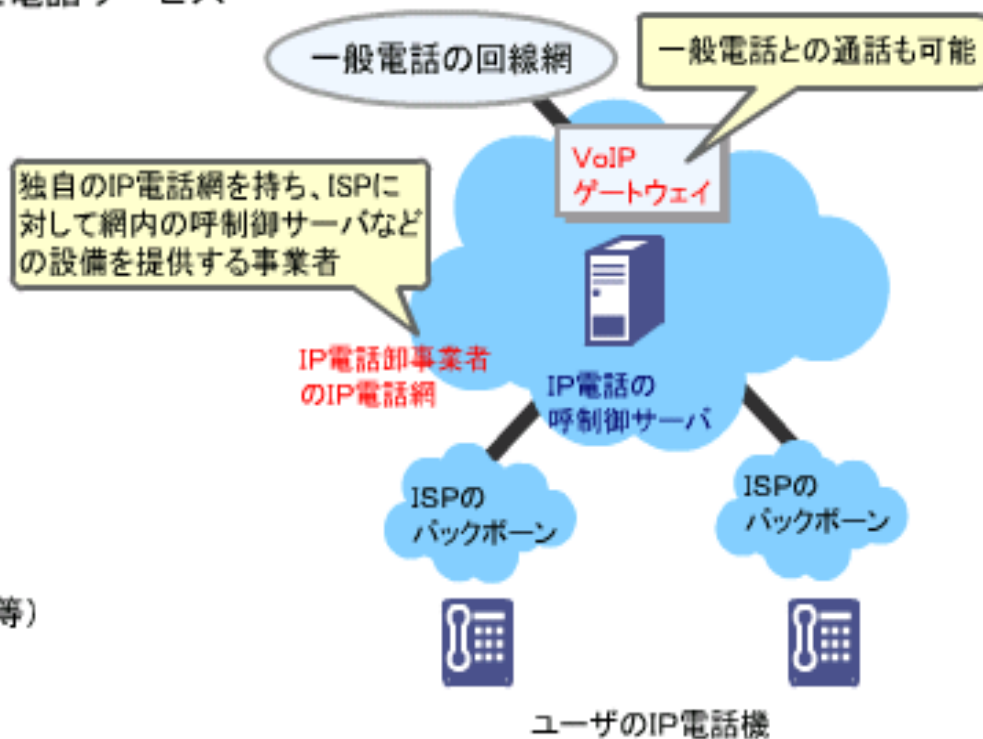 電話サービス
一般電話の回線網
一般電話との通話も可能
VoIP
ゲートウェイ
独自のIP電話網を持ち、ISPに
対して網内の呼制御サーバなど
の設備を提供する事業者
IP電話卸事業者
のIP電話網
IP電話の
呼制御サーバ
ISPの
バックボーン
ISPの
バックボーン
等）
ユーザのIP電話機